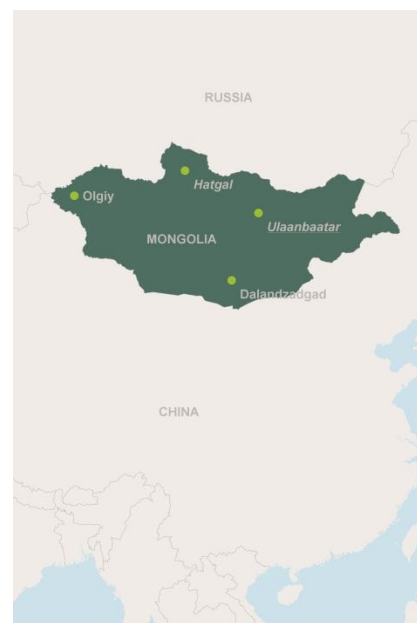 RUSSIA
Hatgal
Olgiy
Ulaanbaatar
MONGOLIA
Dalandzadgad
CHINA